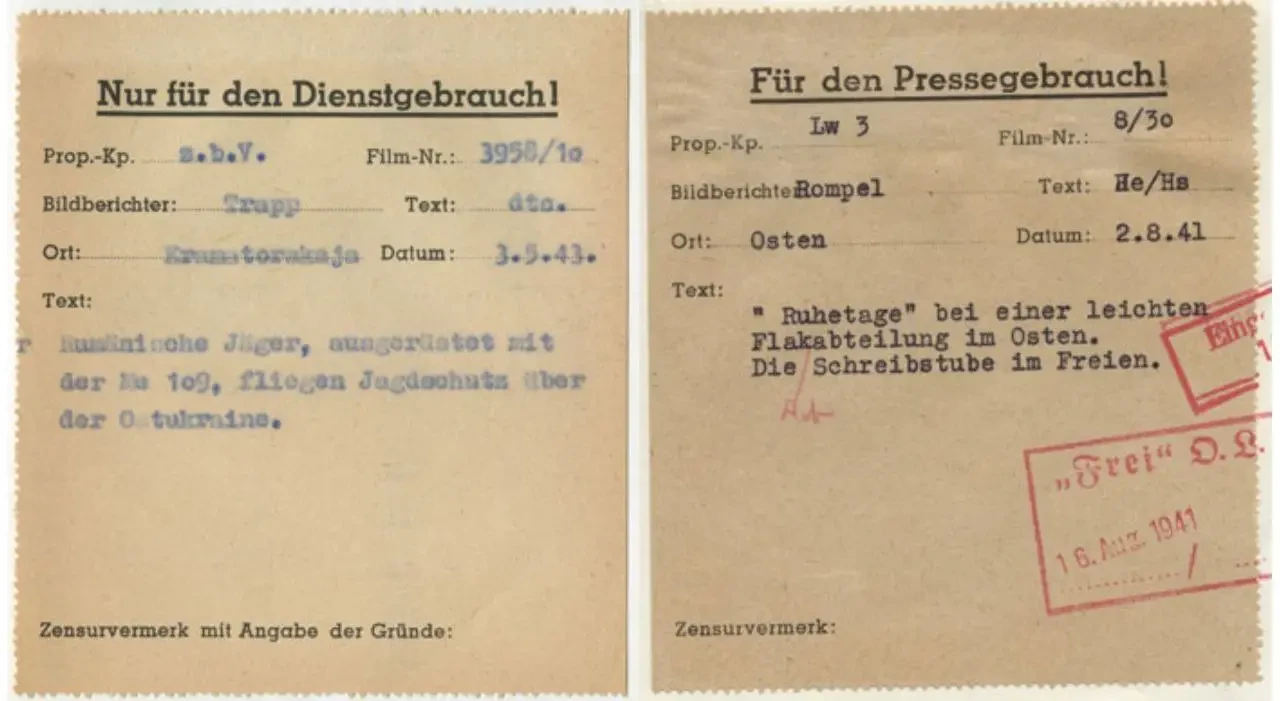 Nur für den Dienstgebrauch!
Prop.-Kp. z.b.V. Film-Nr.: 3958/10
Bildberichter: Trapp Text: dto.
Ort: Kramatorskaja Datum: 3.5.43.
Text:
Rumänische Jäger, ausgerüstet mit
der Me 109, fliegen Jagdschutz über
der Ostukraine.
Zensurvermerk mit Angabe der Gründe:
Für den Pressegebrauch!
Prop.-Kp. Lw 3 Film-Nr.: 8/30
Bildberichte Rompel Text: He/Hs
Ort: Osten Datum: 2.8.41
Text:
" Ruhetage" bei einer leichten
Flakabteilung im Osten.
Die Schreibstube im Freien.
Eing
„Frei“ O.L.
16. Aug. 1941
Zensurvermerk: